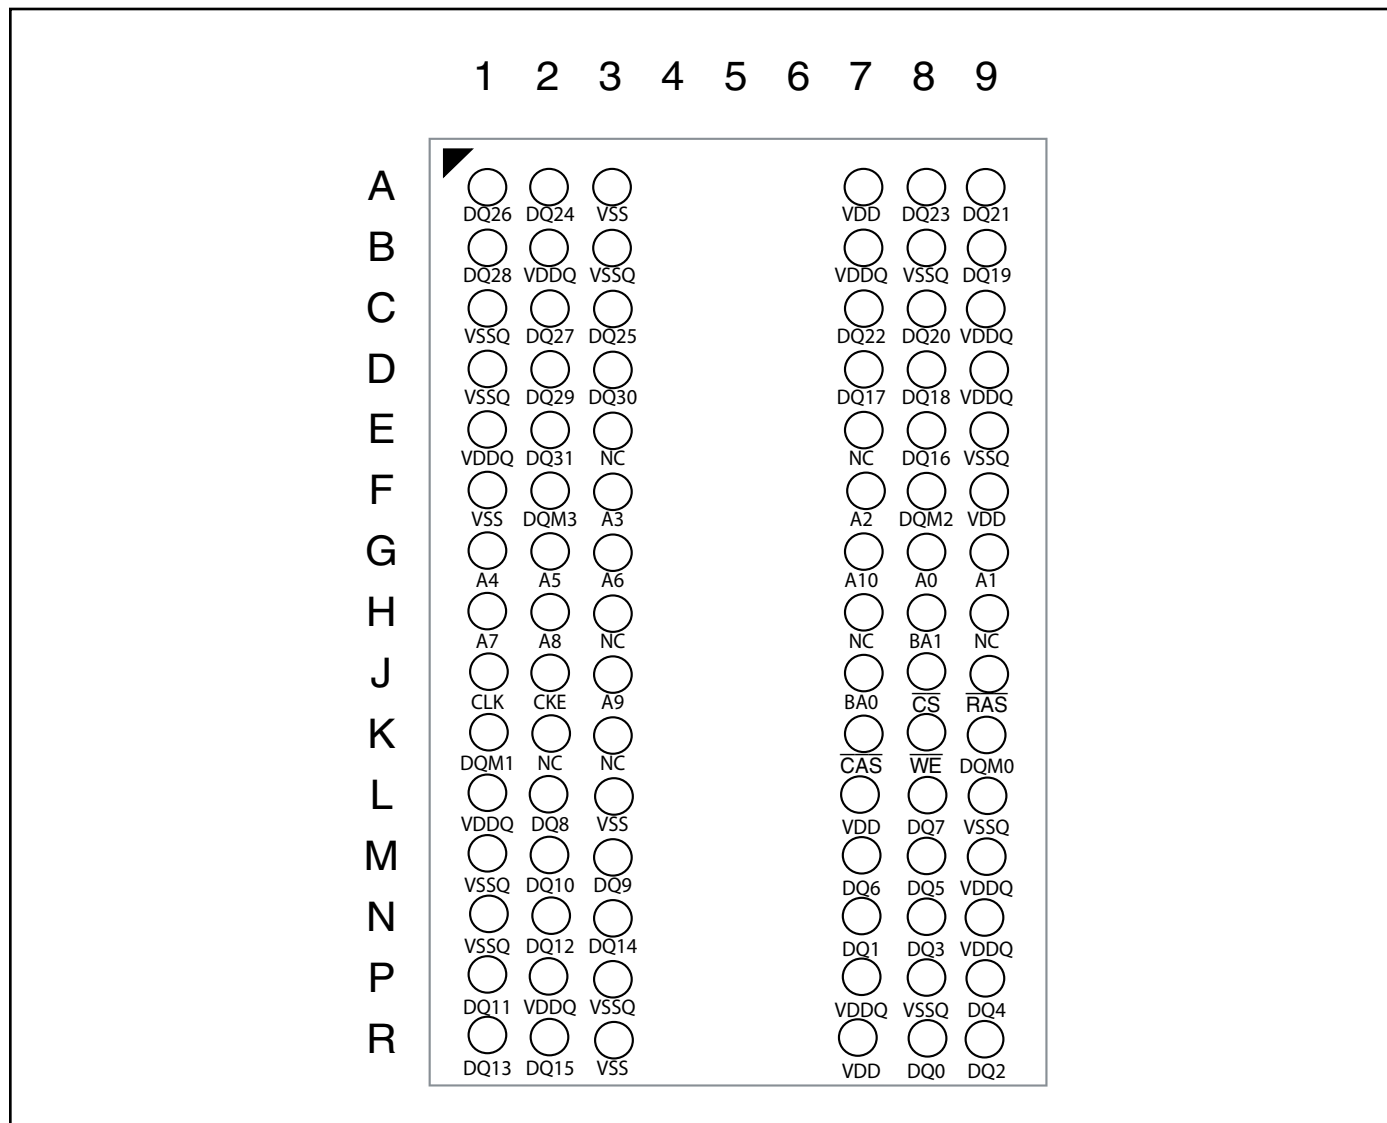 1 2 3 4 5 6 7 8 9
A
DQ26 DQ24 VSS VDD DQ23 DQ21
B
DQ28 VDDQ VSSQ VDDQ VSSQ DQ19
C
VSSQ DQ27 DQ25 DQ22 DQ20 VDDQ
D
VSSQ DQ29 DQ30 DQ17 DQ18 VDDQ
E
VDDQ DQ31 NC NC DQ16 VSSQ
F
VSS DQM3 A3 A2 DQM2 VDD
G
A4 A5 A6 A10 A0 A1
H
A7 A8 NC NC BA1 NC
J
CLK CKE A9 BA0 C̅S̅ R̅A̅S̅
K
DQM1 NC NC C̅A̅S̅ W̅E̅ DQM0
L
VDDQ DQ8 VSS VDD DQ7 VSSQ
M
VSSQ DQ10 DQ9 DQ6 DQ5 VDDQ
N
VSSQ DQ12 DQ14 DQ1 DQ3 VDDQ
P
DQ11 VDDQ VSSQ VDDQ VSSQ DQ4
R
DQ13 DQ15 VSS VDD DQ0 DQ2